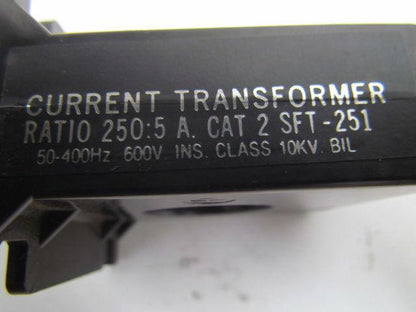 CURRENT TRANSFORMER
RATIO 250:5 A. CAT 2 SFT-251
50-400Hz 600V. INS. CLASS 10KV. BIL